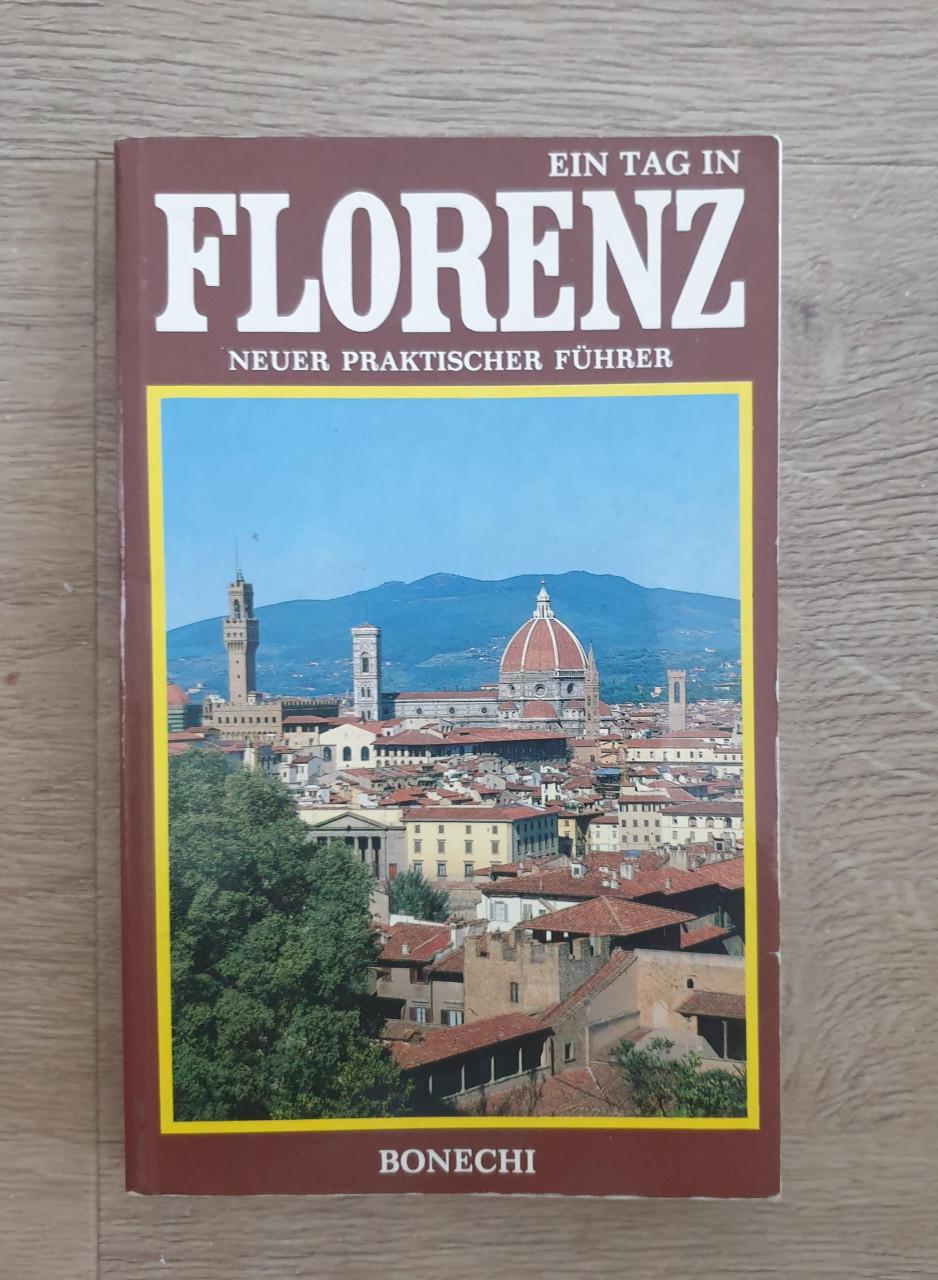 EIN TAG IN
FLORENZ
NEUER PRAKTISCHER FÜHRER
BONECHI